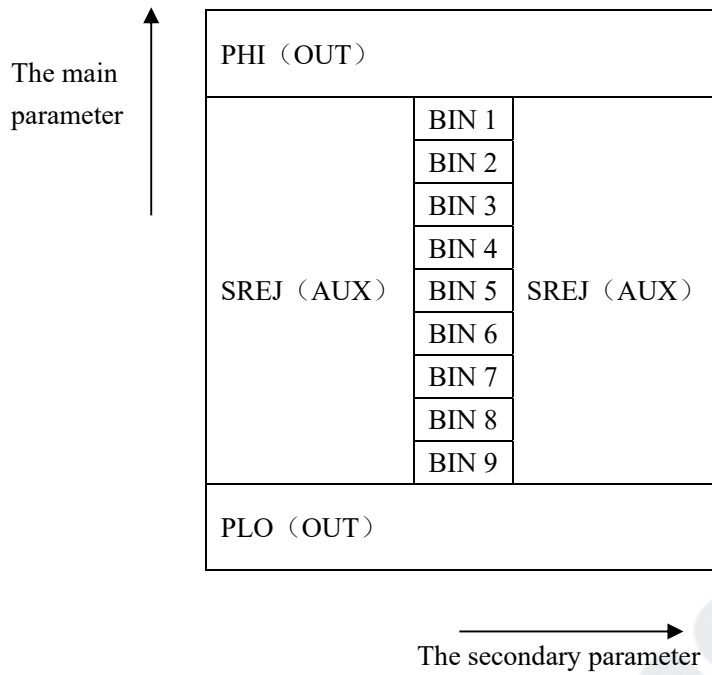 PHI（OUT）
The main
parameter
BIN 1
BIN 2
BIN 3
BIN 4
SREJ（AUX） BIN 5 SREJ（AUX）
BIN 6
BIN 7
BIN 8
BIN 9
PLO（OUT）
The secondary parameter